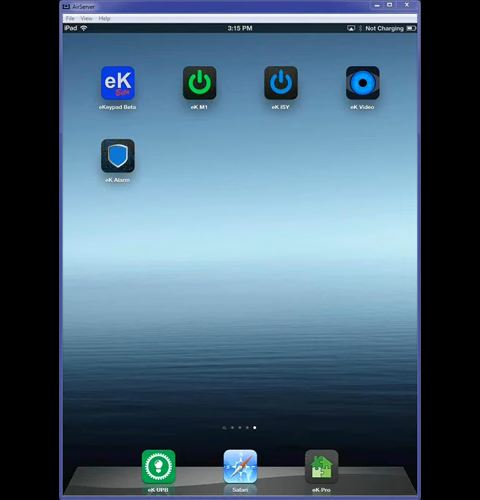 AirServer
File View Help
iPad 3:15 PM Not Charging
eK Beta
eKeypad Beta eK M1 eK ISY eK Video
eK Alarm
eK UPB Safari eK Pro